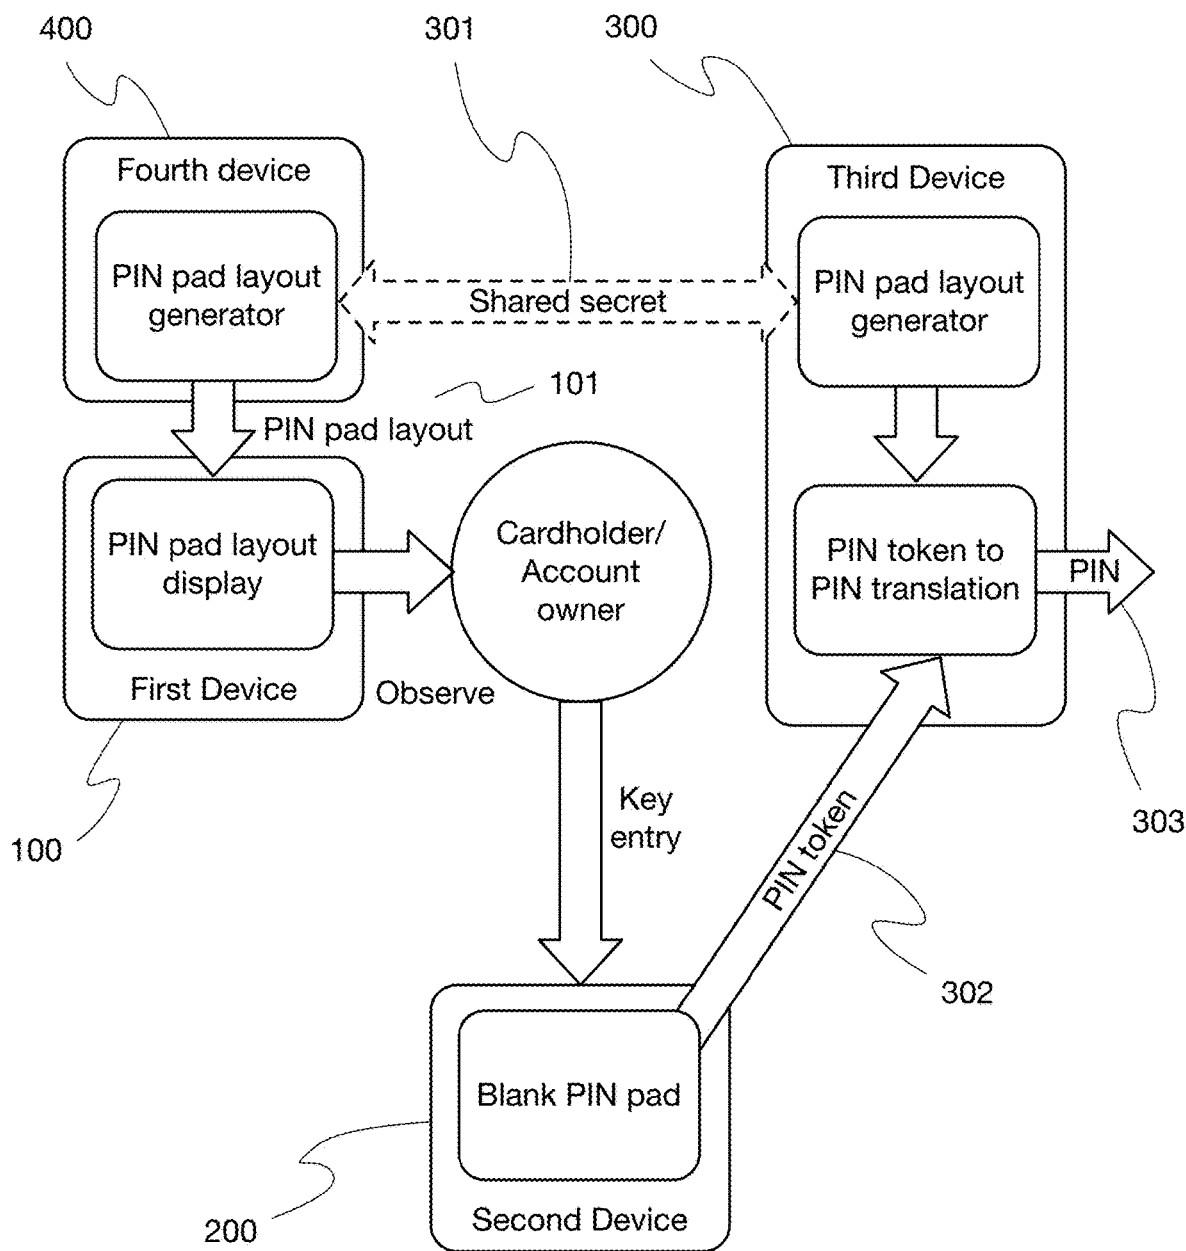 400
301
300
Fourth device
Third Device
PIN pad layout
generator
Shared secret
PIN pad layout
generator
101
PIN pad layout
PIN pad layout
display
Cardholder/
Account
owner
PIN token to
PIN translation
PIN
First Device
Observe
100
Key
entry
303
PIN token
302
Blank PIN pad
200
Second Device